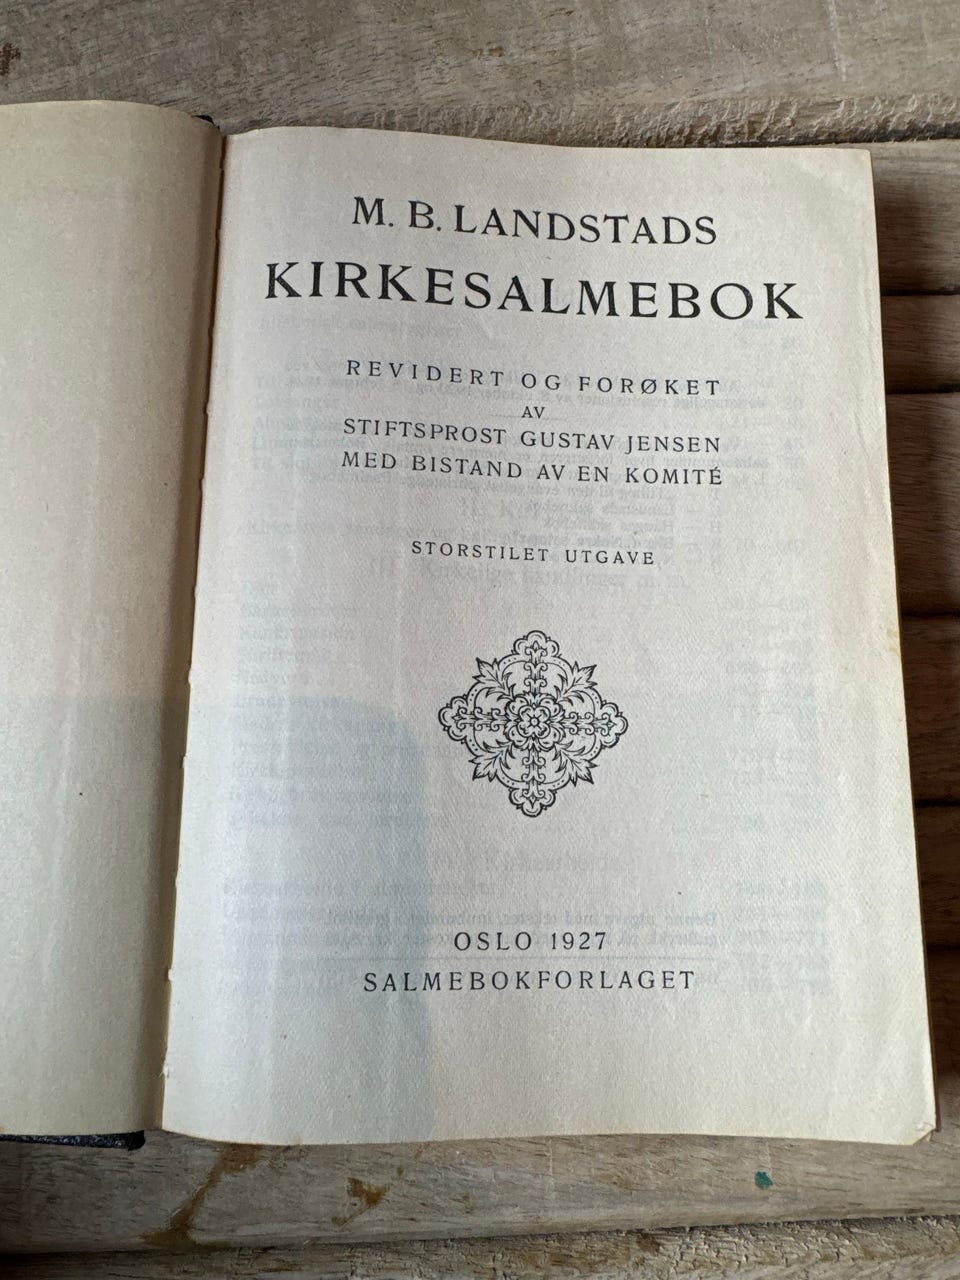 M. B. LANDSTADS
KIRKESALMEBOK
REVIDERT OG FORØKET
AV
STIFTSPROST GUSTAV JENSEN
MED BISTAND AV EN KOMITÉ
STORSTILET UTGAVE
OSLO 1927
SALMEBOKFORLAGET